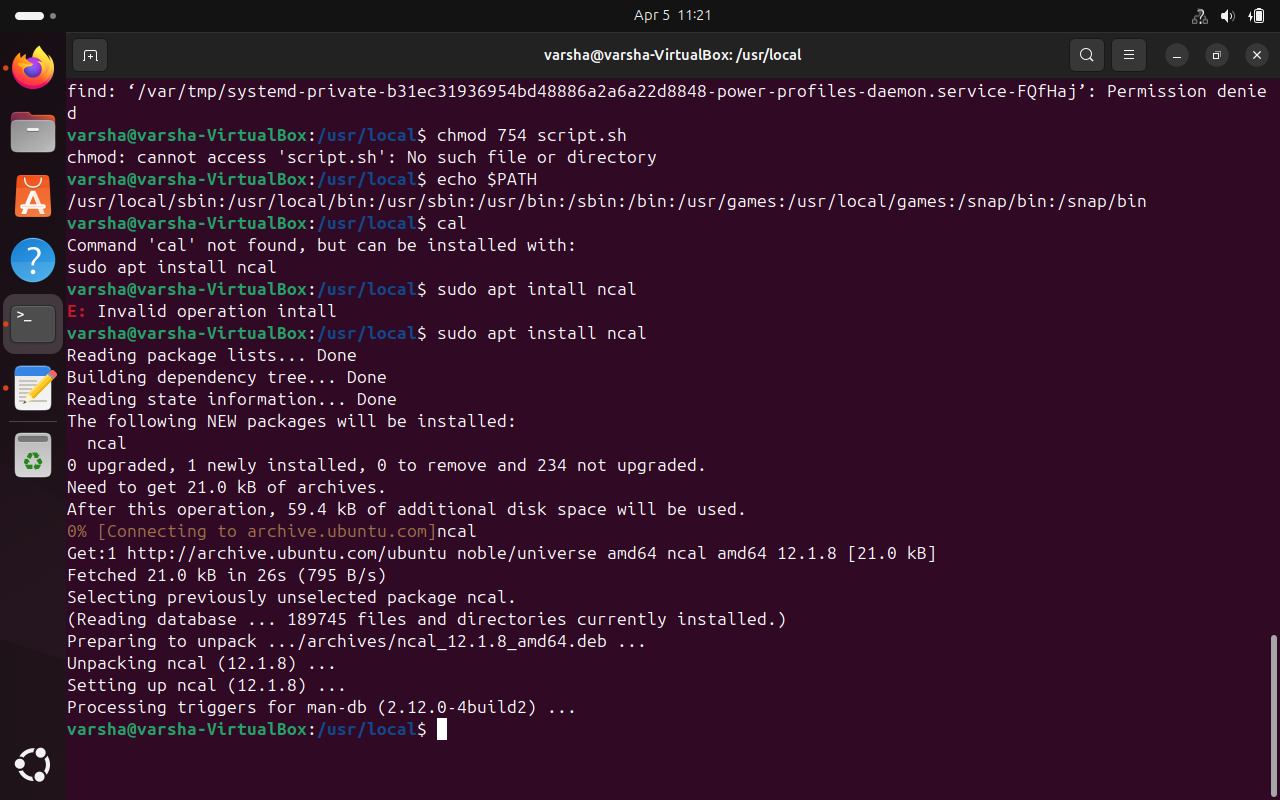 Apr 5 11:21
varsha@varsha-VirtualBox: /usr/local
find: ‘/var/tmp/systemd-private-b31ec31936954bd48886a2a6a22d8848-power-profiles-daemon.service-FQfHaj’: Permission denie
d
varsha@varsha-VirtualBox:/usr/local$ chmod 754 script.sh
chmod: cannot access 'script.sh': No such file or directory
varsha@varsha-VirtualBox:/usr/local$ echo $PATH
/usr/local/sbin:/usr/local/bin:/usr/sbin:/usr/bin:/sbin:/bin:/usr/games:/usr/local/games:/snap/bin:/snap/bin
varsha@varsha-VirtualBox:/usr/local$ cal
Command 'cal' not found, but can be installed with:
sudo apt install ncal
varsha@varsha-VirtualBox:/usr/local$ sudo apt intall ncal
E: Invalid operation intall
varsha@varsha-VirtualBox:/usr/local$ sudo apt install ncal
Reading package lists... Done
Building dependency tree... Done
Reading state information... Done
The following NEW packages will be installed:
  ncal
0 upgraded, 1 newly installed, 0 to remove and 234 not upgraded.
Need to get 21.0 kB of archives.
After this operation, 59.4 kB of additional disk space will be used.
0% [Connecting to archive.ubuntu.com]ncal
Get:1 http://archive.ubuntu.com/ubuntu noble/universe amd64 ncal amd64 12.1.8 [21.0 kB]
Fetched 21.0 kB in 26s (795 B/s)
Selecting previously unselected package ncal.
(Reading database ... 189745 files and directories currently installed.)
Preparing to unpack .../archives/ncal_12.1.8_amd64.deb ...
Unpacking ncal (12.1.8) ...
Setting up ncal (12.1.8) ...
Processing triggers for man-db (2.12.0-4build2) ...
varsha@varsha-VirtualBox:/usr/local$